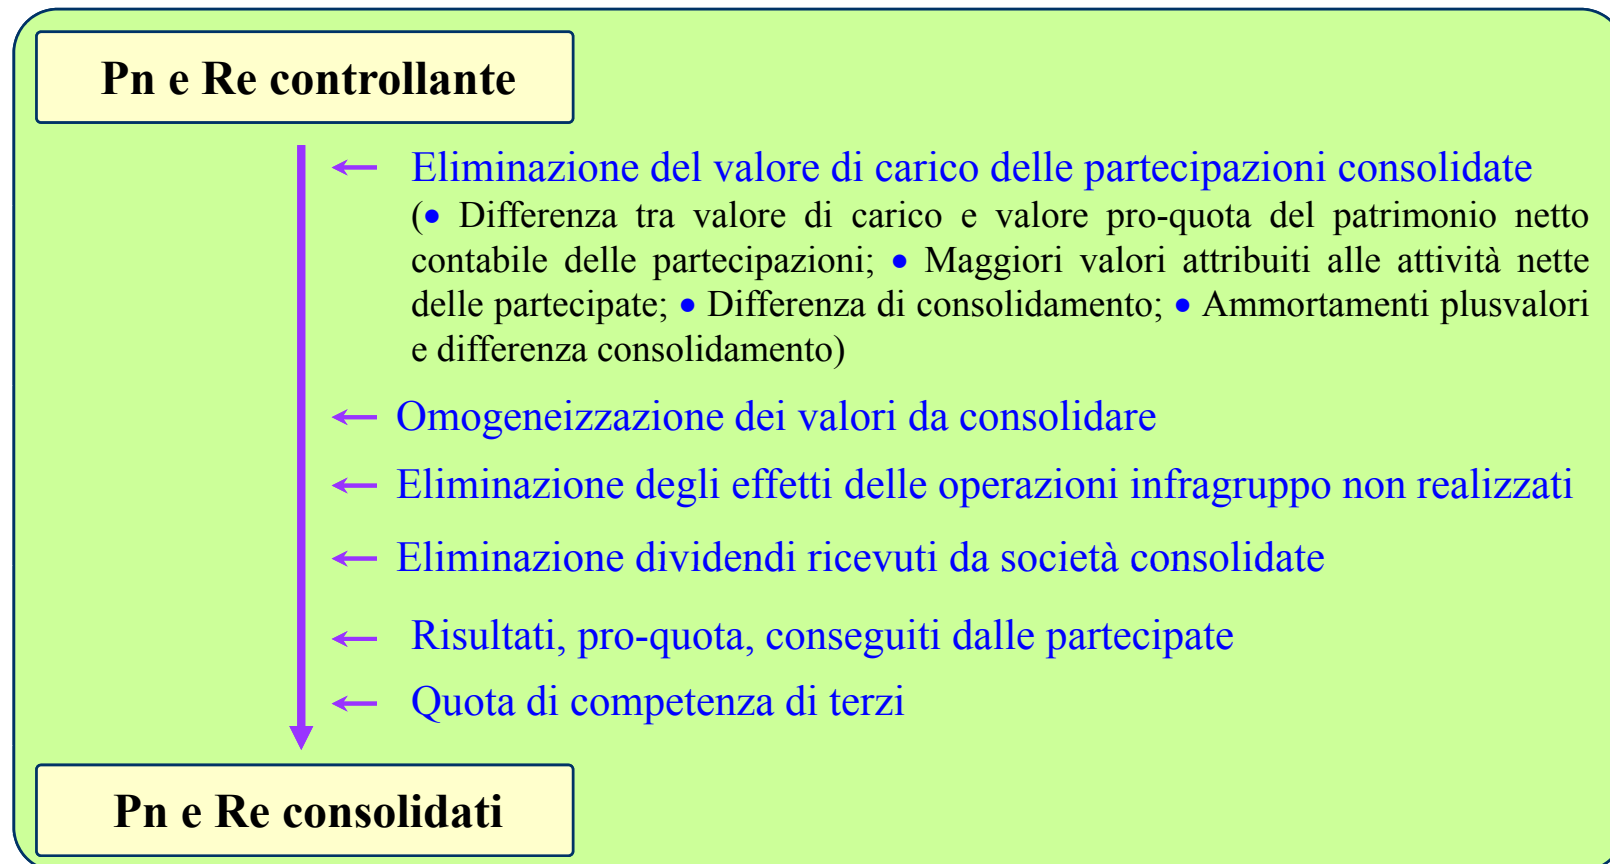 Pn e Re controllante
Eliminazione del valore di carico delle partecipazioni consolidate
(• Differenza tra valore di carico e valore pro-quota del patrimonio netto
contabile delle partecipazioni; • Maggiori valori attribuiti alle attività nette
delle partecipate; • Differenza di consolidamento; • Ammortamenti plusvalori
e differenza consolidamento)
Omogeneizzazione dei valori da consolidare
Eliminazione degli effetti delle operazioni infragruppo non realizzati
Eliminazione dividendi ricevuti da società consolidate
Risultati, pro-quota, conseguiti dalle partecipate
Quota di competenza di terzi
Pn e Re consolidati